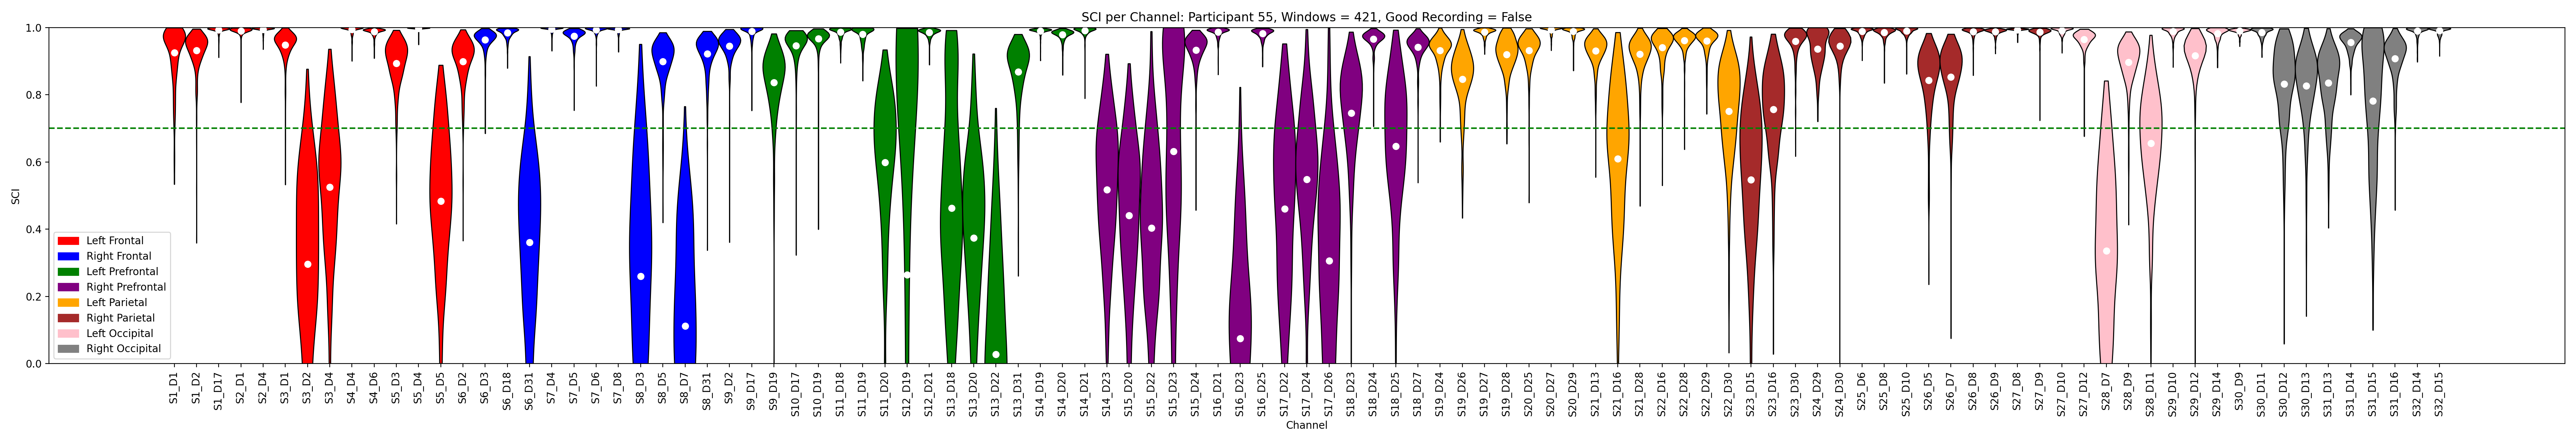 SCI per Channel: Participant 55, Windows = 421, Good Recording = False
SCI
1.0
0.8
0.6
0.4
0.2
0.0
Left Frontal
Right Frontal
Left Prefrontal
Right Prefrontal
Left Parietal
Right Parietal
Left Occipital
Right Occipital
S1_D1
S1_D2
S1_D17
S2_D1
S2_D4
S3_D1
S3_D2
S3_D4
S4_D4
S4_D6
S5_D3
S5_D4
S5_D5
S6_D2
S6_D3
S6_D18
S6_D31
S7_D4
S7_D5
S7_D6
S7_D8
S8_D3
S8_D5
S8_D7
S8_D31
S9_D2
S9_D17
S9_D19
S10_D17
S10_D19
S11_D18
S11_D19
S11_D20
S12_D19
S12_D21
S13_D18
S13_D20
S13_D22
S13_D31
S14_D19
S14_D20
S14_D21
S14_D23
S15_D20
S15_D22
S15_D23
S15_D24
S16_D21
S16_D23
S16_D25
S17_D22
S17_D24
S17_D26
S18_D23
S18_D24
S18_D25
S18_D27
S19_D24
S19_D26
S19_D27
S19_D28
S20_D25
S20_D27
S20_D29
S21_D13
S21_D16
S21_D28
S22_D16
S22_D28
S22_D29
S22_D30
S23_D15
S23_D16
S23_D30
S24_D29
S24_D30
S25_D6
S25_D8
S25_D10
S26_D5
S26_D7
S26_D8
S26_D9
S27_D8
S27_D9
S27_D10
S27_D12
S28_D7
S28_D9
S28_D11
S29_D10
S29_D12
S29_D14
S30_D9
S30_D11
S30_D12
S30_D13
S31_D13
S31_D14
S31_D15
S31_D16
S32_D14
S32_D15
Channel